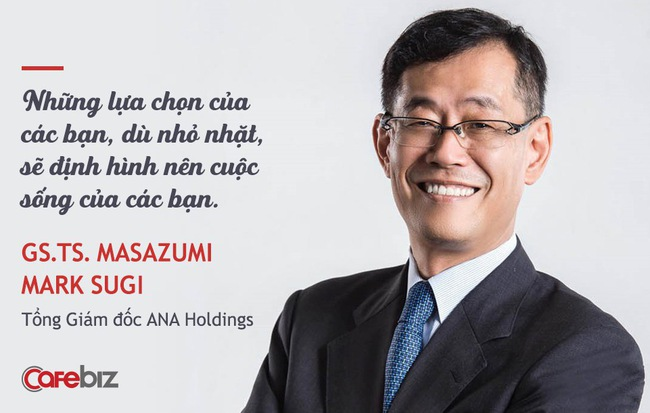 Những lựa chọn của
các bạn, dù nhỏ nhặt,
sẽ định hình nên cuộc
sống của các bạn.
GS.TS. MASAZUMI
MARK SUGI
Tổng Giám đốc ANA Holdings
Cafebiz